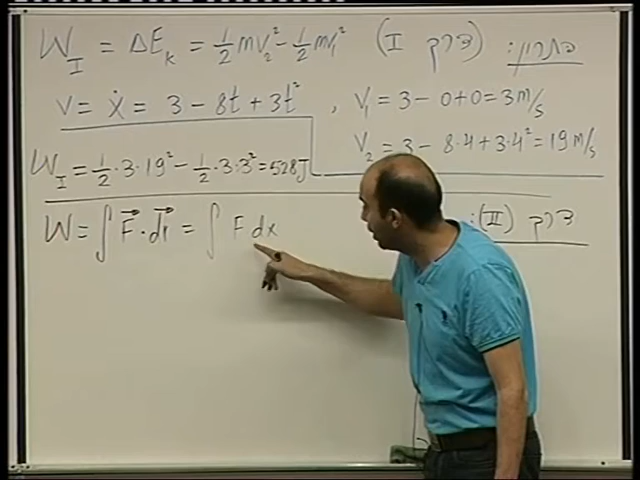 פתרון: (דרך I) W_I = ΔE_k = ½mv₂² - ½mv₁²
v = ẋ = 3 - 8t + 3t² , v₁ = 3 - 0 + 0 = 3 m/s
v₂ = 3 - 8·4 + 3·4² = 19 m/s
W_I = ½·3·19² - ½·3·3² = 528J
דרך (II): W = ∫ F⃗·dr⃗ = ∫ F dx